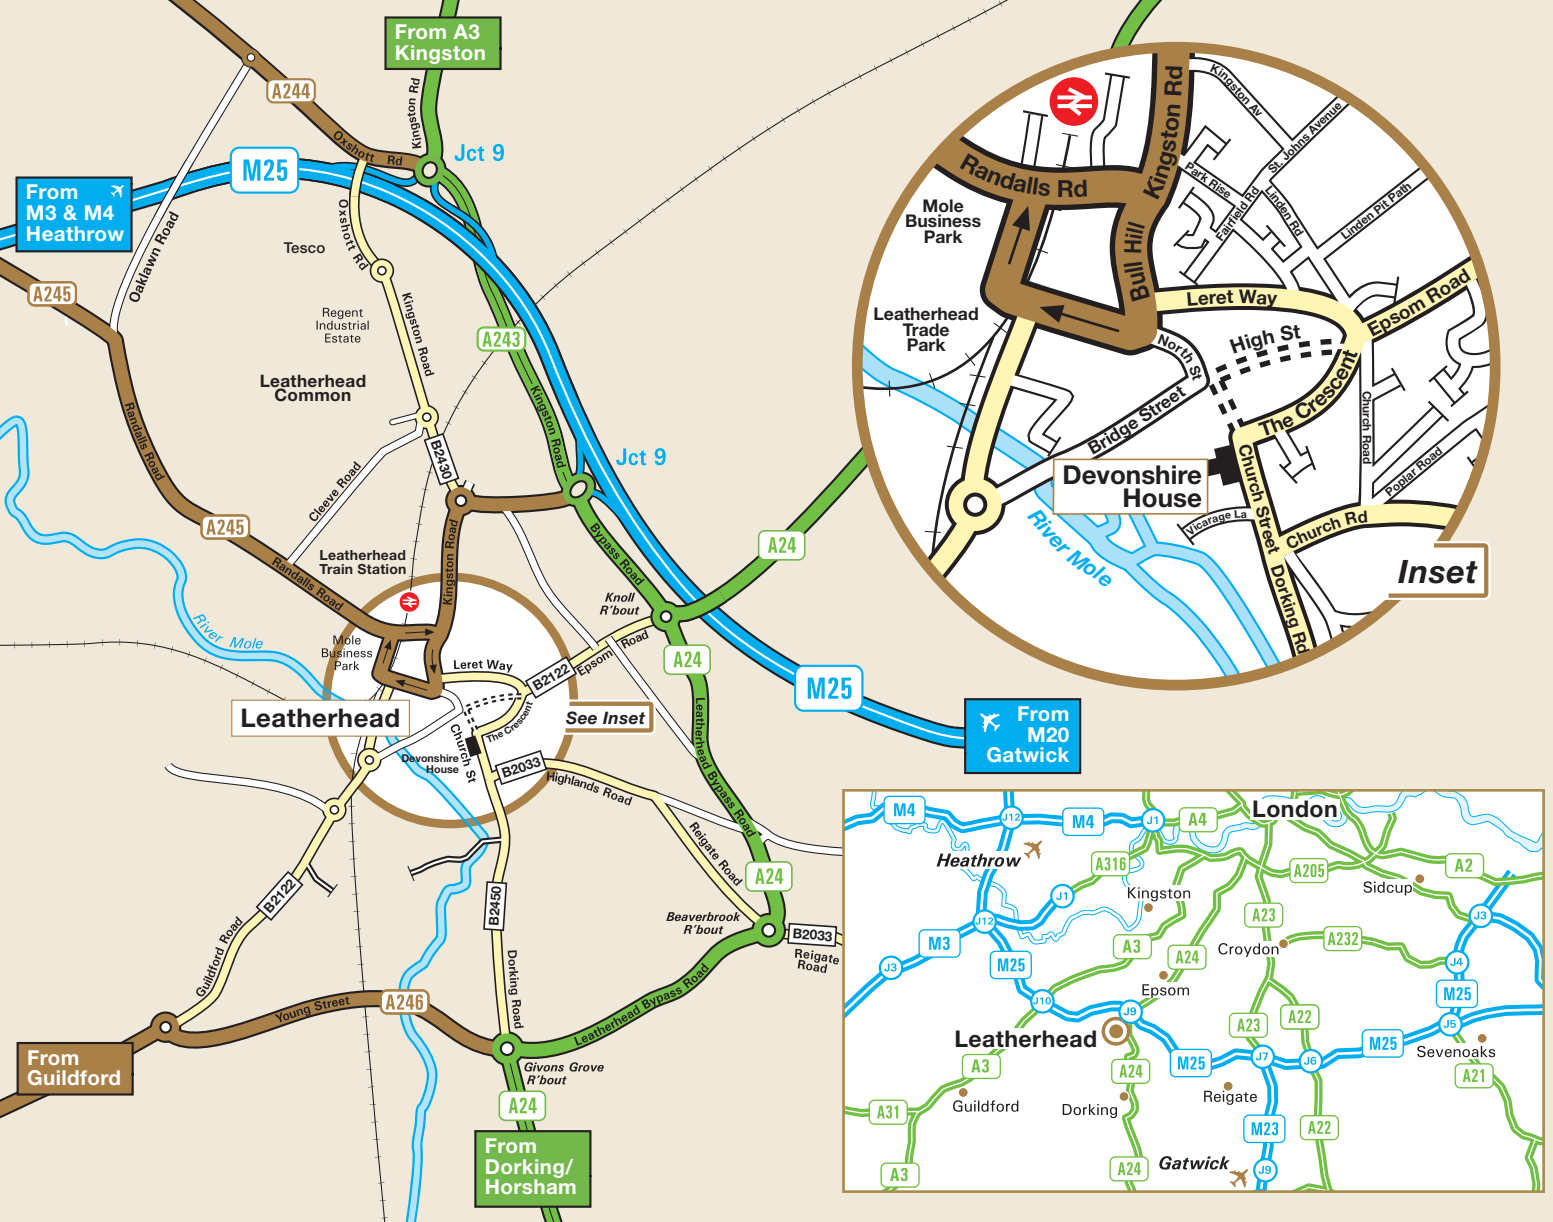 From A3
Kingston
A244
Kingston Rd
Oxshott Rd
Jct 9
M25
From
M3 & M4
Heathrow
Oaklawn Road
Oxshott Rd
Tesco
A245
Kingston Road
Regent
Industrial
Estate
A243
Leatherhead
Common
Kingston Road
Randalls Road
B2430
Jct 9
Cleeve Road
A245
Leatherhead
Train Station
Kingston Road
Bypass Road
A24
Randalls Road
Knoll
R'bout
River Mole
Mole
Business
Park
Leret Way
B2122
Epsom Road
A24
M25
Leatherhead
See Inset
The Crescent
Church St
Devonshire
House
B2033
Highlands Road
Leatherhead Bypass Road
From
M20
Gatwick
Reigate Road
A24
B2122
B2450
Beaverbrook
R'bout
B2033
Reigate
Road
Guildford Road
Dorking Road
Young Street
A246
Leatherhead Bypass Road
From
Guildford
Givons Grove
R'bout
A24
From
Dorking/
Horsham
Kingston Rd
Kingston Av
St. Johns Avenue
Randalls Rd
Park Rise
Fairfield Rd
Linden Rd
Linden Pit Path
Mole
Business
Park
Bull Hill
Leret Way
Epsom Road
Leatherhead
Trade
Park
High St
North St
The Crescent
Bridge Street
Church Road
Devonshire
House
Church Street
Poplar Road
Vicarage La
Church Rd
River Mole
Dorking Rd
Inset
M4
J12
M4
J1
A4
London
Heathrow
A316
A205
A2
Sidcup
J1
Kingston
J12
A23
J3
M3
A3
Croydon
A232
J3
M25
A24
J4
Epsom
J10
J9
M25
A23
A22
J5
Leatherhead
M25
J7
J6
M25
Sevenoaks
A3
A24
A21
Guildford
Dorking
Reigate
A31
M23
A22
A3
A24
Gatwick
J9